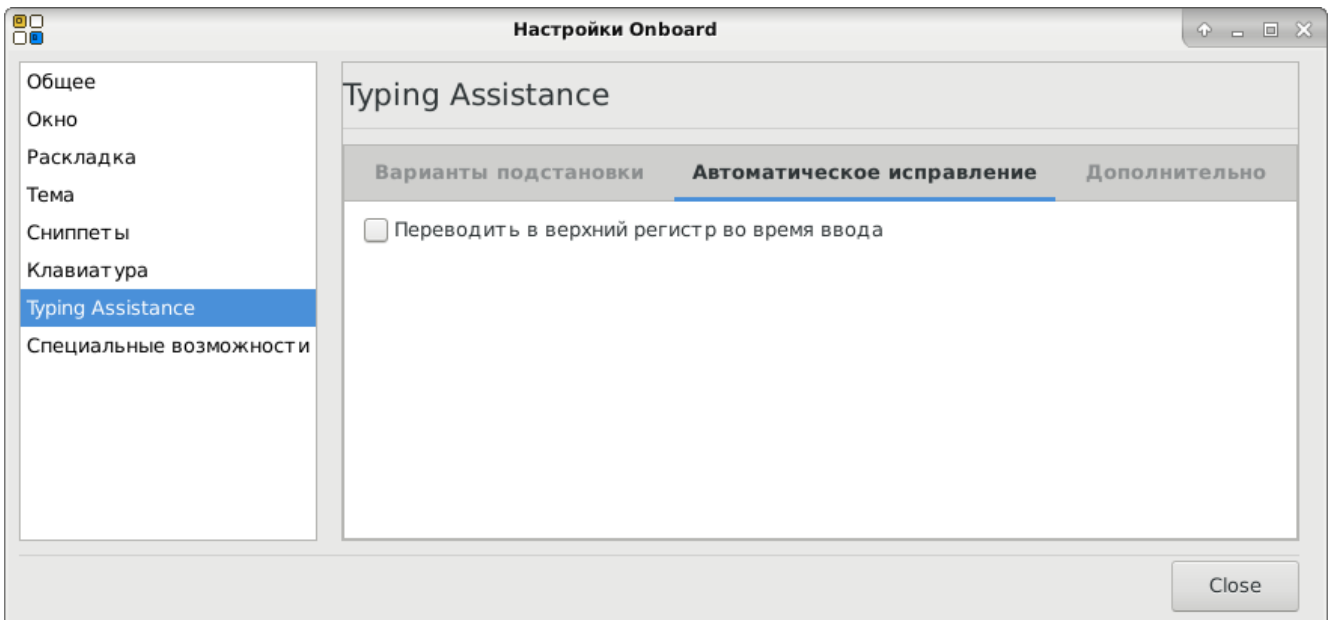 Настройки Onboard
Общее
Окно
Раскладка
Тема
Сниппеты
Клавиатура
Typing Assistance
Специальные возможности
Typing Assistance
Варианты подстановки Автоматическое исправление Дополнительно
Переводить в верхний регистр во время ввода
Close